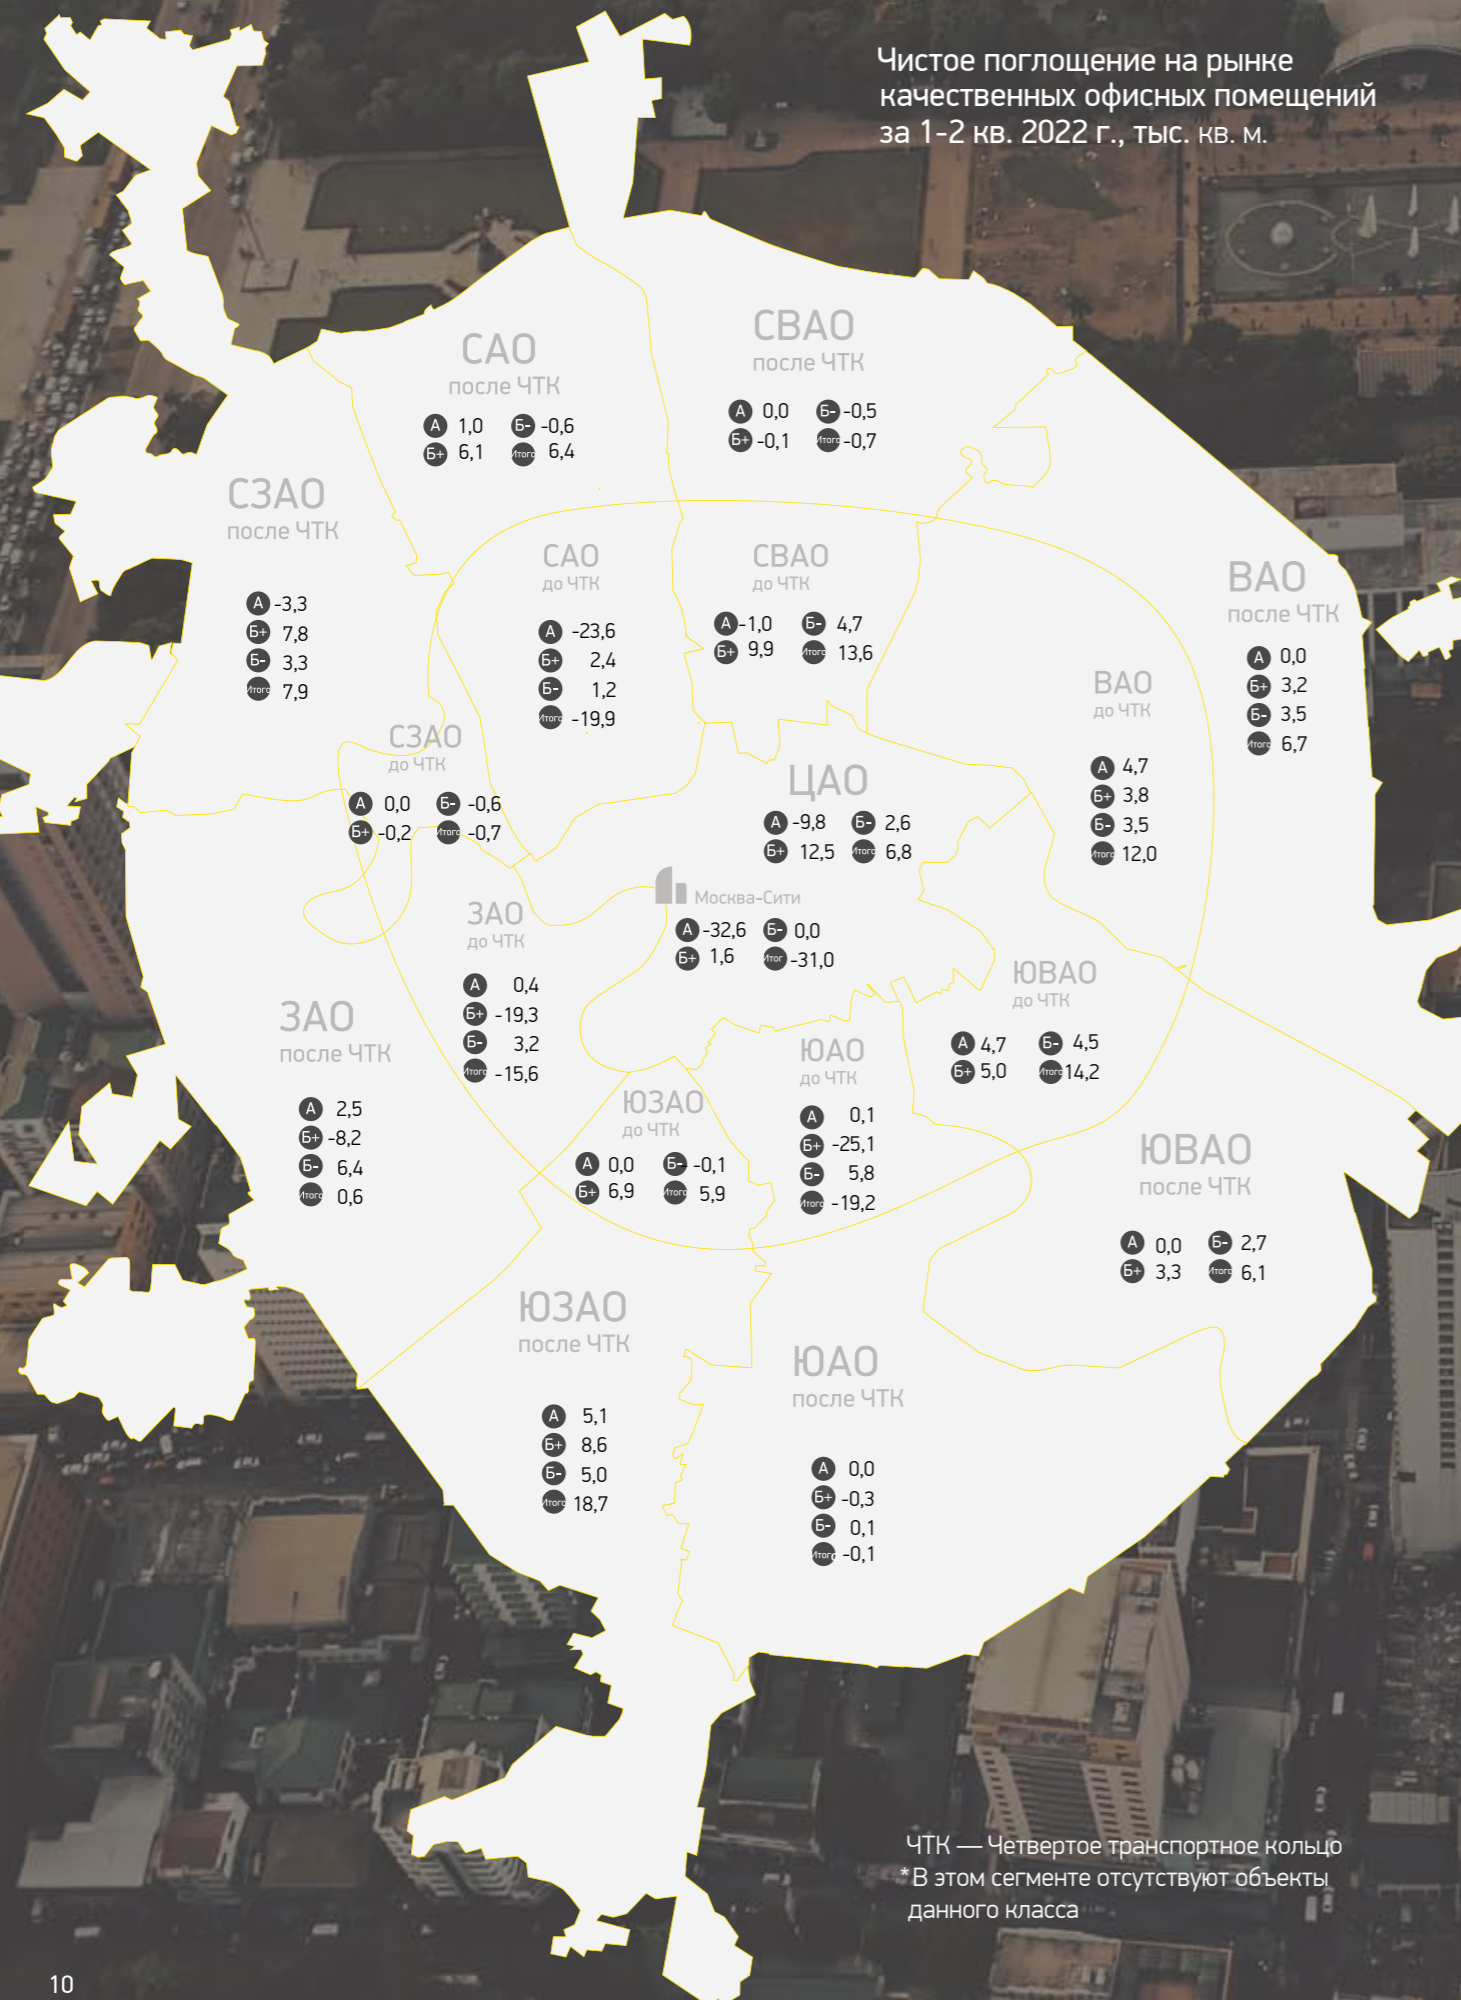 Чистое поглощение на рынке
качественных офисных помещений
за 1-2 кв. 2022 г., тыс. кв. м.
САО
после ЧТК
А 1,0 Б- -0,6
Б+ 6,1 Итого 6,4
СВАО
после ЧТК
А 0,0 Б- -0,5
Б+ -0,1 Итого -0,7
СЗАО
после ЧТК
А -3,3
Б+ 7,8
Б- 3,3
Итого 7,9
САО
до ЧТК
А -23,6
Б+ 2,4
Б- 1,2
Итого -19,9
СВАО
до ЧТК
А -1,0 Б- 4,7
Б+ 9,9 Итого 13,6
ВАО
после ЧТК
А 0,0
Б+ 3,2
Б- 3,5
Итого 6,7
ВАО
до ЧТК
А 4,7
Б+ 3,8
Б- 3,5
Итого 12,0
СЗАО
до ЧТК
А 0,0 Б- -0,6
Б+ -0,2 Итого -0,7
ЦАО
А -9,8 Б- 2,6
Б+ 12,5 Итого 6,8
Москва-Сити
А -32,6 Б- 0,0
Б+ 1,6 Итог -31,0
ЗАО
до ЧТК
А 0,4
Б+ -19,3
Б- 3,2
Итого -15,6
ЮВАО
до ЧТК
А 4,7 Б- 4,5
Б+ 5,0 Итого 14,2
ЗАО
после ЧТК
А 2,5
Б+ -8,2
Б- 6,4
Итого 0,6
ЮЗАО
до ЧТК
А 0,0 Б- -0,1
Б+ 6,9 Итого 5,9
ЮАО
до ЧТК
А 0,1
Б+ -25,1
Б- 5,8
Итого -19,2
ЮВАО
после ЧТК
А 0,0 Б- 2,7
Б+ 3,3 Итого 6,1
ЮЗАО
после ЧТК
А 5,1
Б+ 8,6
Б- 5,0
Итого 18,7
ЮАО
после ЧТК
А 0,0
Б+ -0,3
Б- 0,1
Итого -0,1
ЧТК — Четвертое транспортное кольцо
*В этом сегменте отсутствуют объекты
данного класса
10